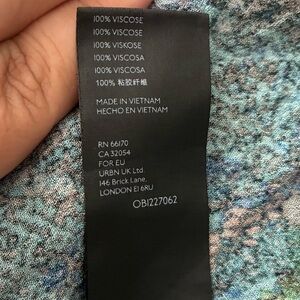 100% VISCOSE
100% VISCOSE
100% VISKOSE
100% VISCOSA
100% VISCOSA
100% 粘胶纤维
MADE IN VIETNAM
HECHO EN VIETNAM
RN 66170
CA 32054
FOR EU
URBN UK Ltd.
146 Brick Lane,
LONDON E1 6RU
OB1227062